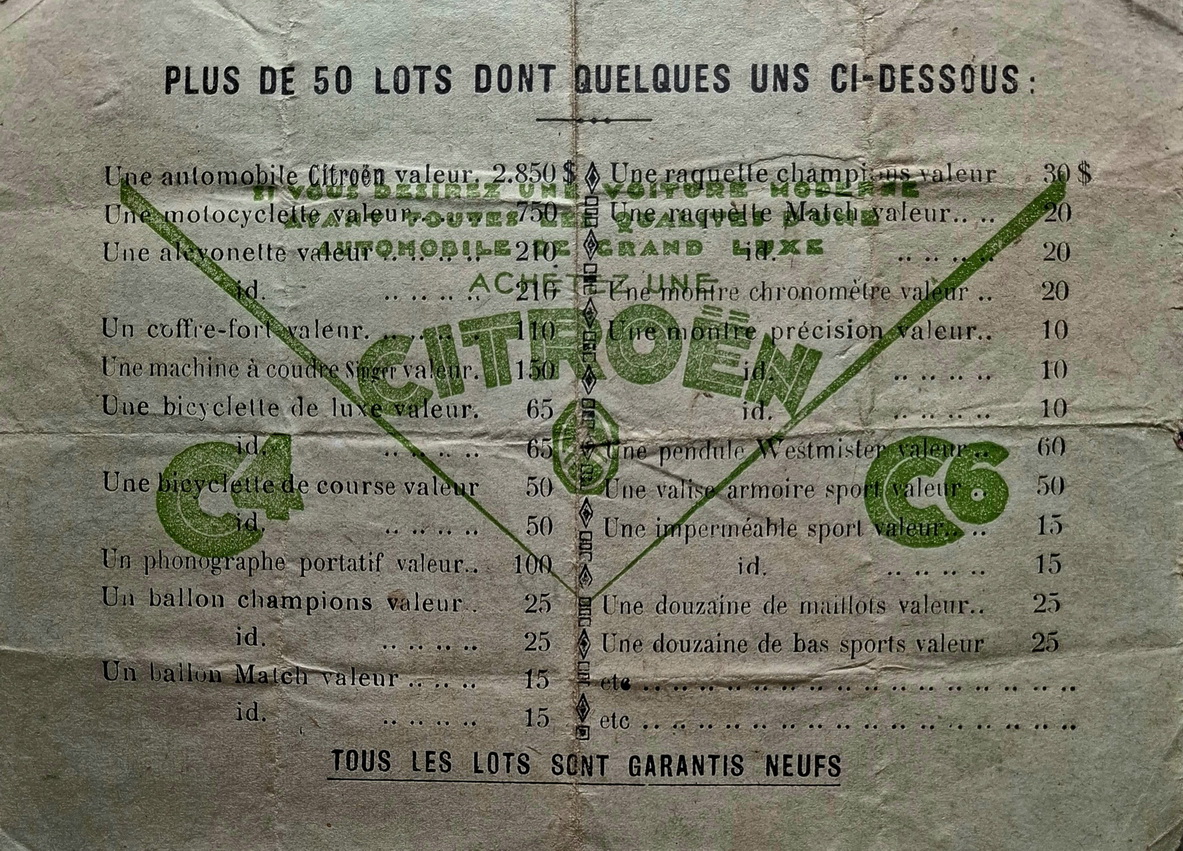 PLUS DE 50 LOTS DONT QUELQUES UNS CI-DESSOUS :
Une automobile Citroën valeur. 2.850 $
Une motocyclette valeur.. .. 750
Une alcyonette valeur .. .. .. .. 210
id. .. .. .. .. .. 210
Un coffre-fort valeur. .. .. .. 110
Une machine à coudre Singer valeur. 150
Une bicyclette de luxe valeur. 65
id. .. .. .. .. .. 65
Une bicyclette de course valeur 50
id. .. .. .. .. .. 50
Un phonographe portatif valeur.. 100
Un ballon champions valeur . 25
id. .. .. .. .. .. 25
Un ballon Match valeur .. .. .. 15
id. .. .. .. .. .. 15
Une raquette champions valeur 30 $
Une raquette Match valeur.. .. 20
id. .. .. .. .. .. 20
Une montre chronomètre valeur .. 20
Une montre précision valeur.. 10
id. .. .. .. .. .. 10
id. .. .. .. .. .. 10
Une pendule Westmister valeur .. 60
Une valise armoire sport valeur . 50
Une imperméable sport valeur.. .. 15
id. .. .. .. .. .. 15
Une douzaine de maillots valeur.. 25
Une douzaine de bas sports valeur 25
etc .. .. .. .. .. .. .. .. .. .. .. .. .. .. .. ..
etc .. .. .. .. .. .. .. .. .. .. .. .. .. .. .. ..
TOUS LES LOTS SONT GARANTIS NEUFS
SI VOUS DESIREZ UNE VOITURE MODERNE
AYANT TOUTES LES QUALITES D'UNE
AUTOMOBILE DE GRAND LUXE
ACHETEZ UNE
CITROËN
C4
C6